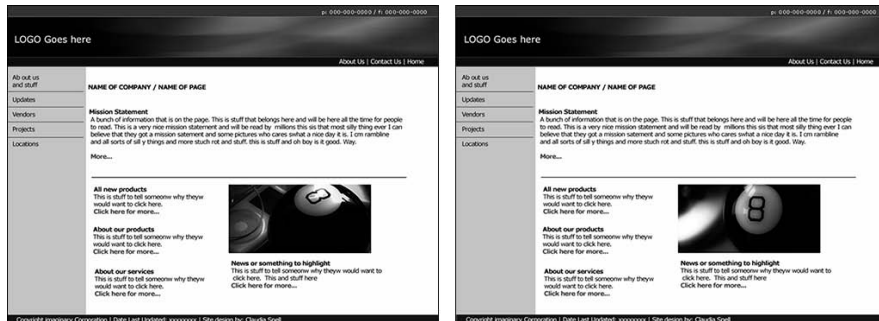 p: 000-000-0000 / f: 000-000-0000
LOGO Goes here
About Us | Contact Us | Home
Ab out us
and stuff
Updates
Vendors
Projects
Locations
NAME OF COMPANY / NAME OF PAGE
Mission Statement
A bunch of information that is on the page. This is stuff that belongs here and will be here all the time for people
to read. This is a very nice mission statement and will be read by millions this sis that most silly thing ever I can
believe that they got a mission satement and some pictures who cares swhat a nice day it is. I cm rambline
and all sorts of sill y things and more stuch rot and stuff. this is stuff and oh boy is it good. Way.
More...
All new products
This is stuff to tell someonw why theyw
would want to click here.
Click here for more...
About our products
This is stuff to tell someonw why theyw
would want to click here.
Click here for more...
About our services
This is stuff to tell someonw why theyw
would want to click here.
Click here for more...
8
News or something to highlight
This is stuff to tell someonw why theyw would want to
click here. This and stuff here
Click here for more...
Copyright imaginary Corporation | Date Last Updated: xxxxxxxx | Site design by: Claudia Snell
p: 000-000-0000 / f: 000-000-0000
LOGO Goes here
About Us | Contact Us | Home
Ab out us
and stuff
Updates
Vendors
Projects
Locations
NAME OF COMPANY / NAME OF PAGE
Mission Statement
A bunch of information that is on the page. This is stuff that belongs here and will be here all the time for people
to read. This is a very nice mission statement and will be read by millions this sis that most silly thing ever I can
believe that they got a mission satement and some pictures who cares swhat a nice day it is. I cm rambline
and all sorts of sill y things and more stuch rot and stuff. this is stuff and oh boy is it good. Way.
More...
All new products
This is stuff to tell someonw why theyw
would want to click here.
Click here for more...
About our products
This is stuff to tell someonw why theyw
would want to click here.
Click here for more...
About our services
This is stuff to tell someonw why theyw
would want to click here.
Click here for more...
8
News or something to highlight
This is stuff to tell someonw why theyw would want to
click here. This and stuff here
Click here for more...
Copyright imaginary Corporation | Date Last Updated: xxxxxxxx | Site design by: Claudia Snell